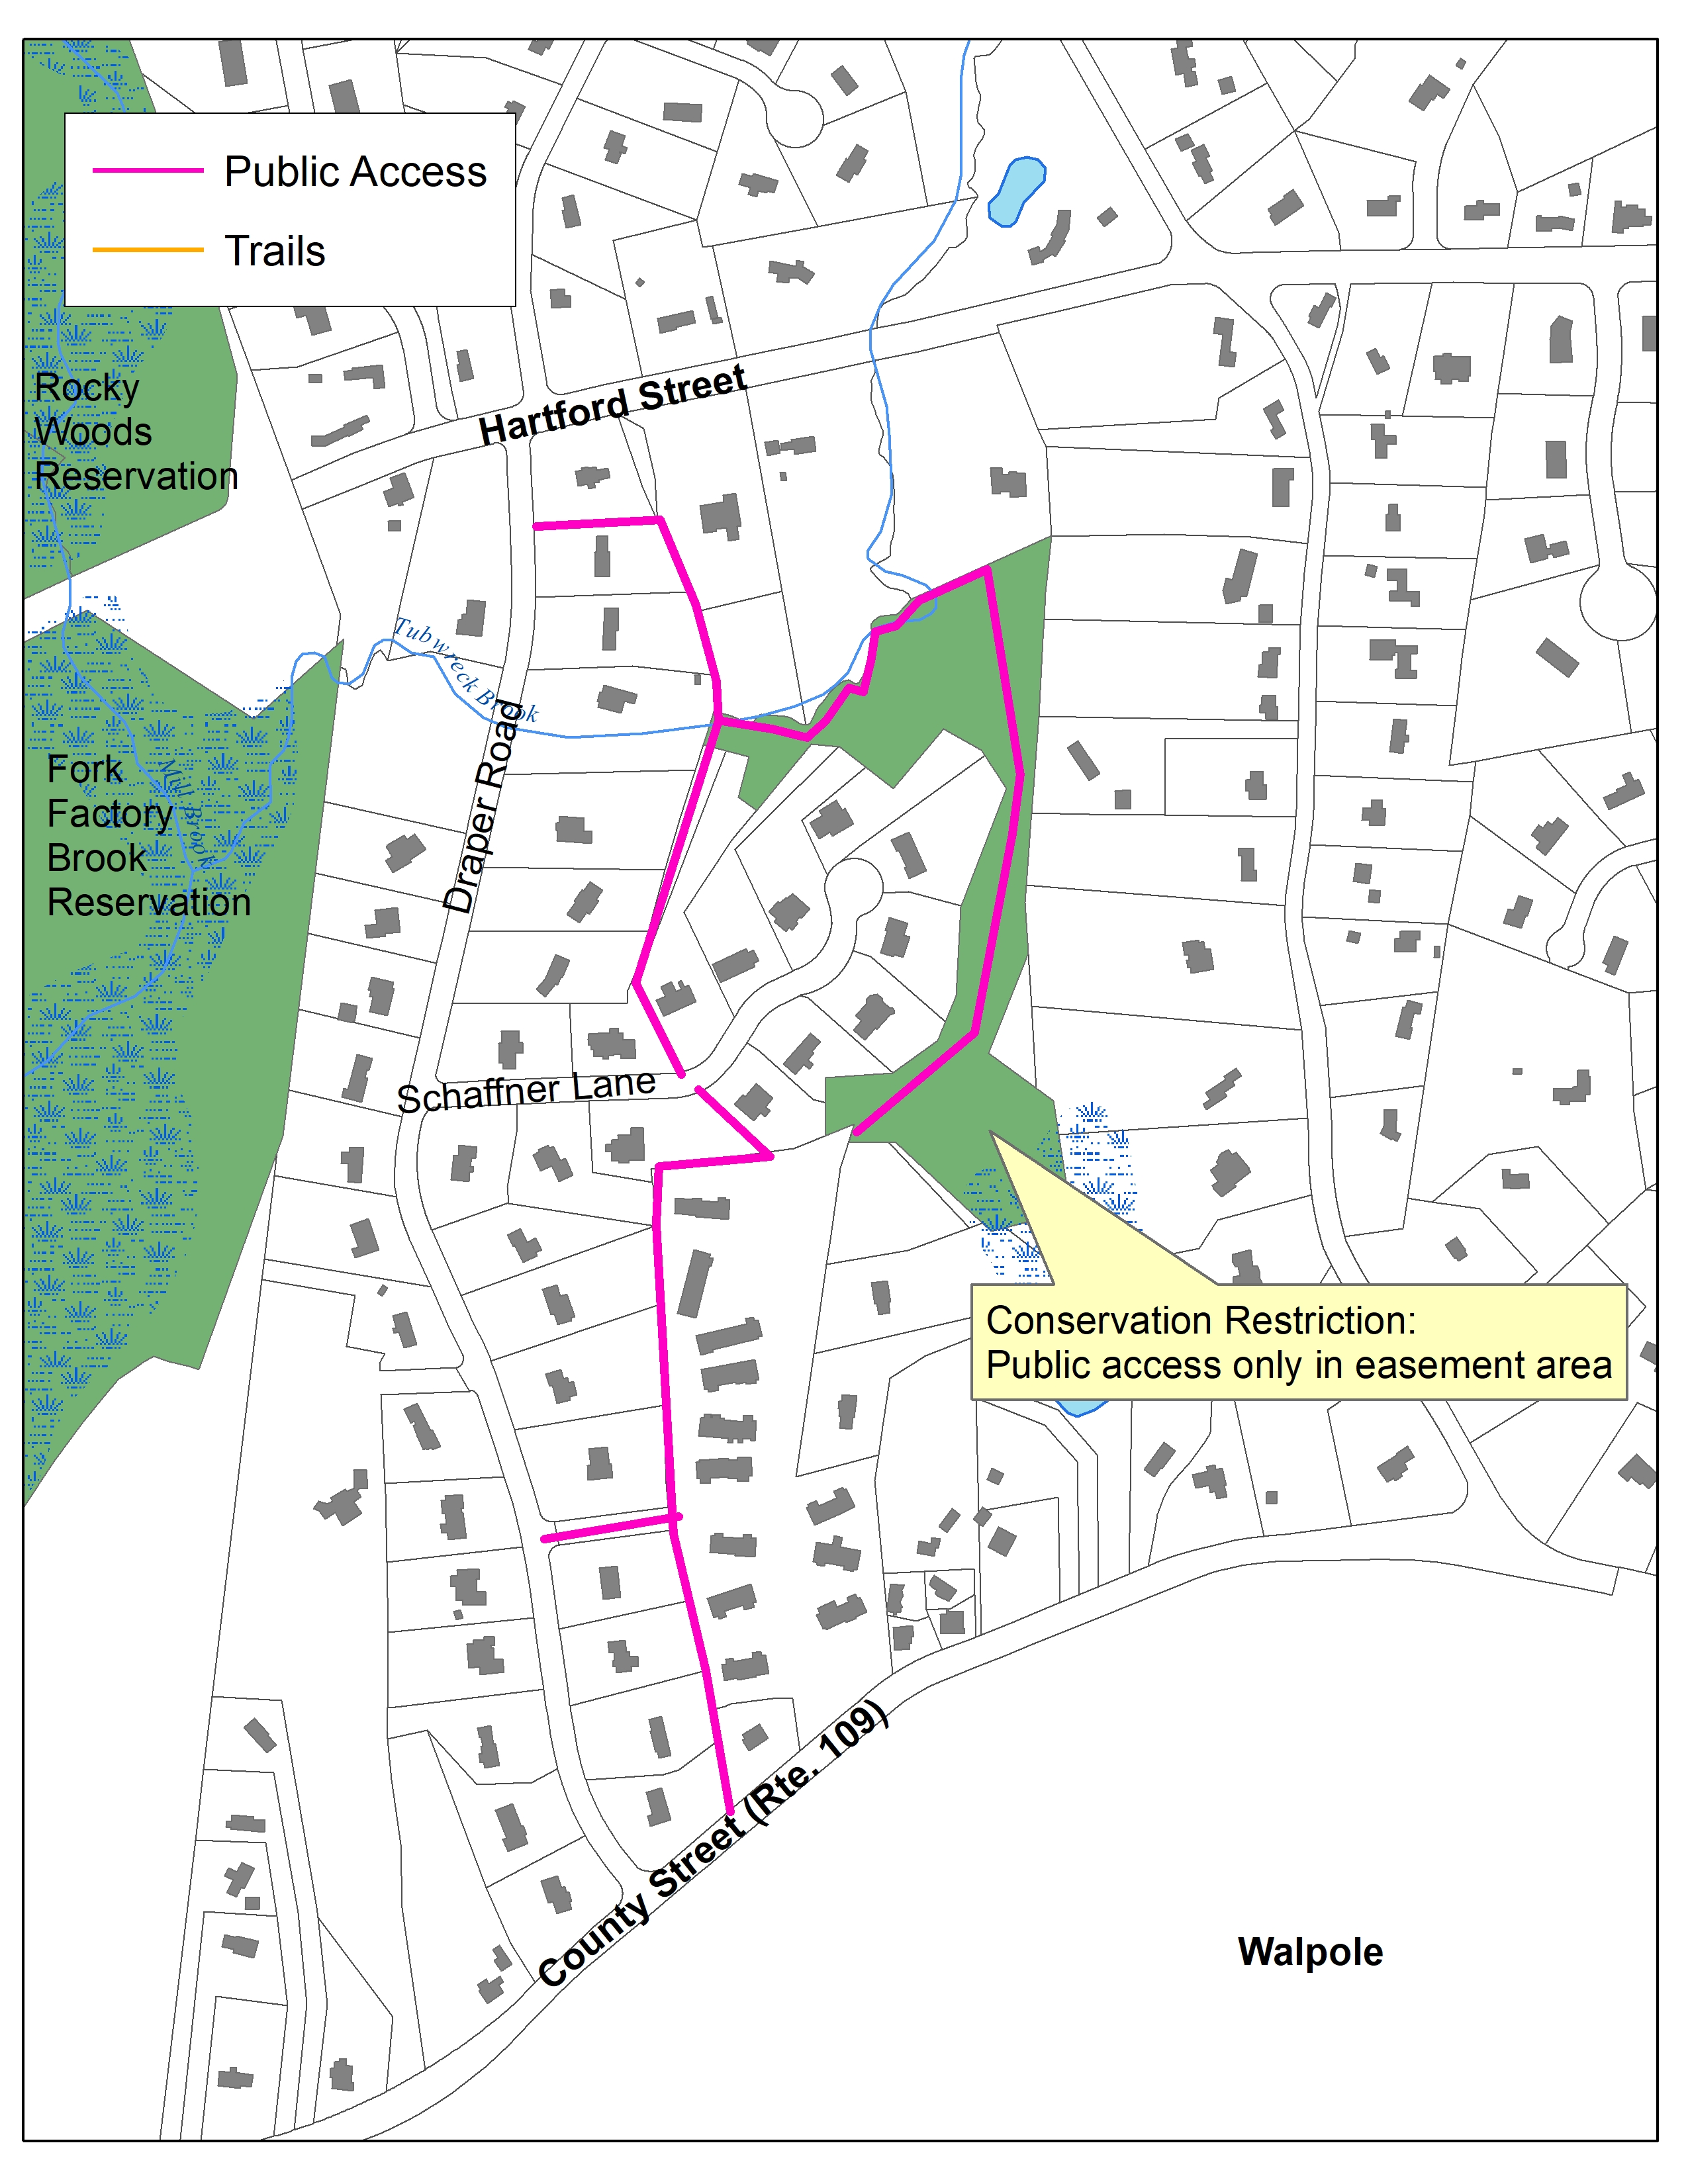 Public Access
Trails
Hartford Street
Rocky
Woods
Reservation
Tubwreck Brook
Draper Road
Fork
Factory
Brook
Reservation
Mill Brook
Schaffner Lane
Conservation Restriction:
Public access only in easement area
County Street (Rte. 109)
Walpole